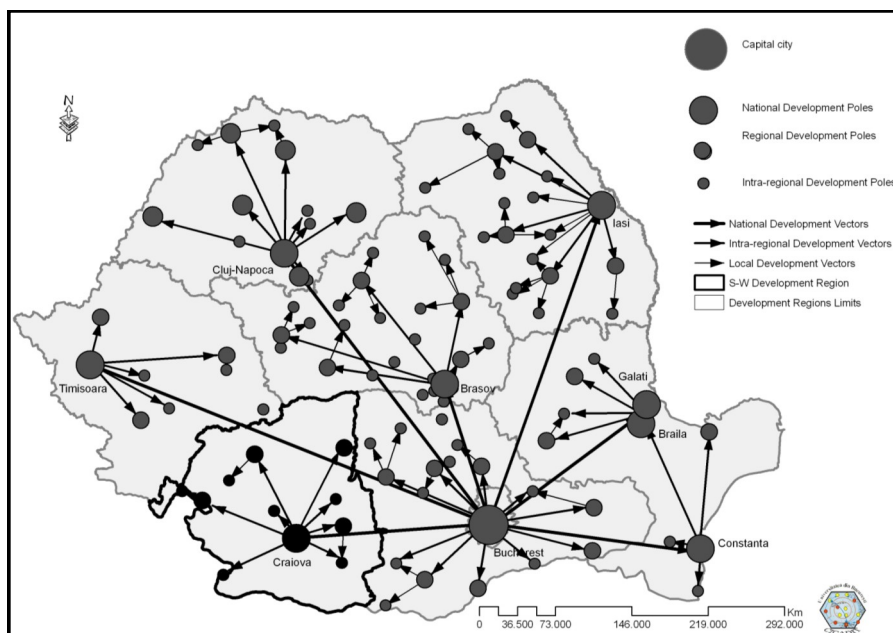 Capital city
N
National Development Poles
Regional Development Poles
Intra-regional Development Poles
Iasi
National Development Vectors
Intra-regional Development Vectors
Local Development Vectors
S-W Development Region
Development Regions Limits
Cluj-Napoca
Timisoara
Brasov
Galati
Braila
Craiova
Bucharest
Constanta
Km
0 36.500 73.000 146.000 219.000 292.000